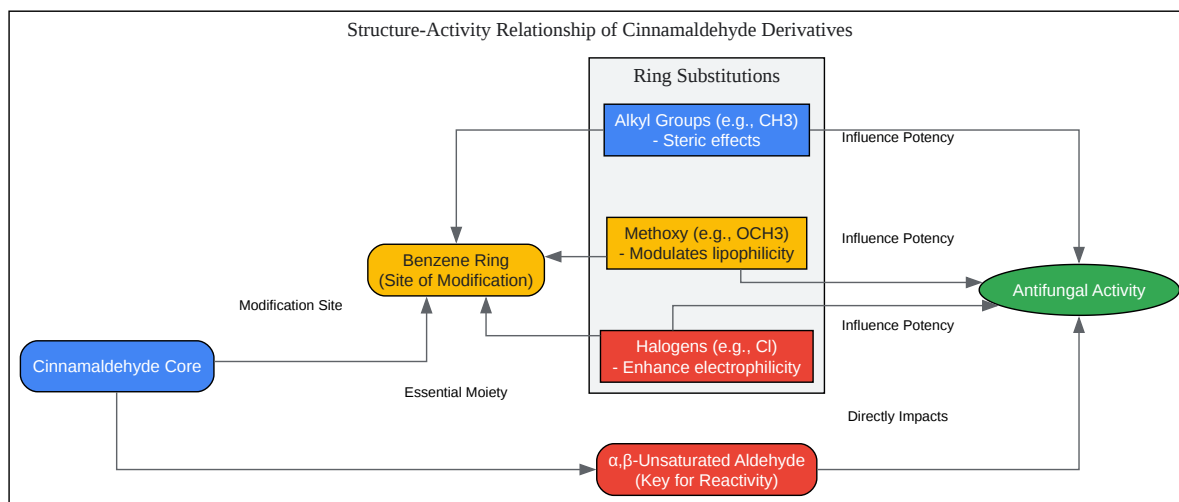 Structure-Activity Relationship of Cinnamaldehyde Derivatives
Ring Substitutions
Alkyl Groups (e.g., CH3)
- Steric effects
Influence Potency
Methoxy (e.g., OCH3)
- Modulates lipophilicity
Influence Potency
Benzene Ring
(Site of Modification)
Antifungal Activity
Modification Site
Influence Potency
Halogens (e.g., Cl)
- Enhance electrophilicity
Cinnamaldehyde Core
Essential Moiety
Directly Impacts
α,β-Unsaturated Aldehyde
(Key for Reactivity)